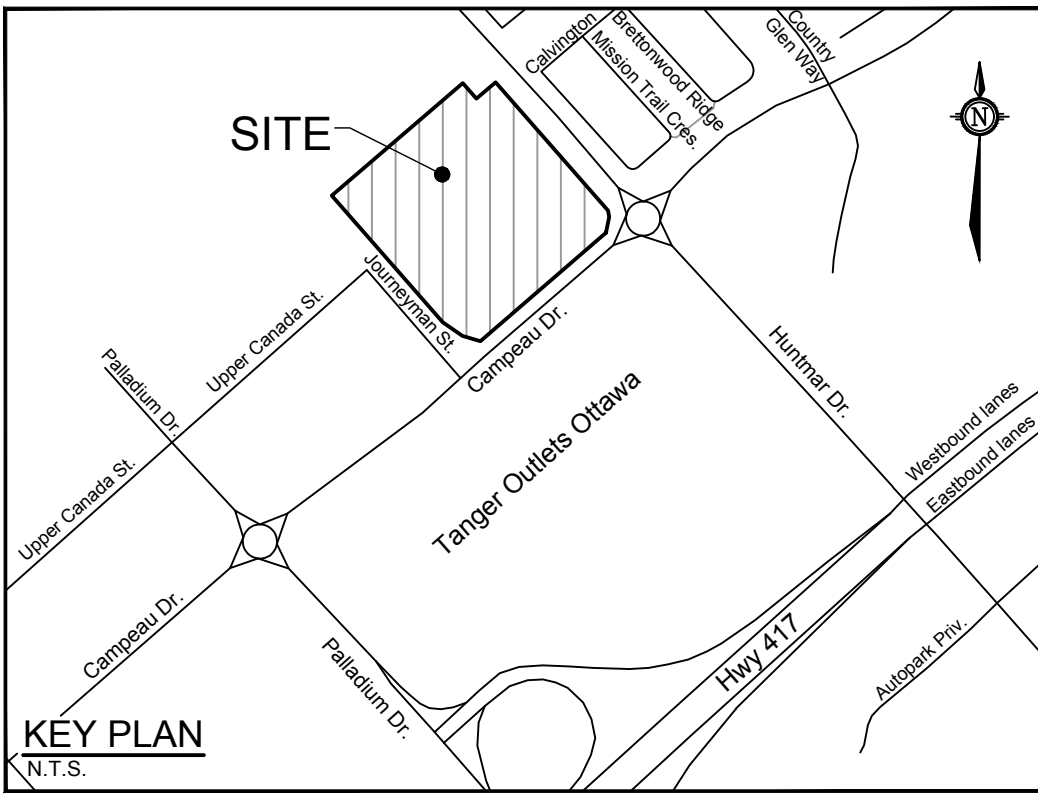 Calvington
Brettonwood Ridge
Mission Trail Cres.
Country
Glen Way
SITE
N
Journeyman St.
Upper Canada St.
Campeau Dr.
Palladium Dr.
Huntmar Dr.
Tanger Outlets Ottawa
Westbound lanes
Eastbound lanes
Upper Canada St.
Campeau Dr.
Palladium Dr.
Hwy 417
Autopark Priv.
KEY PLAN
N.T.S.